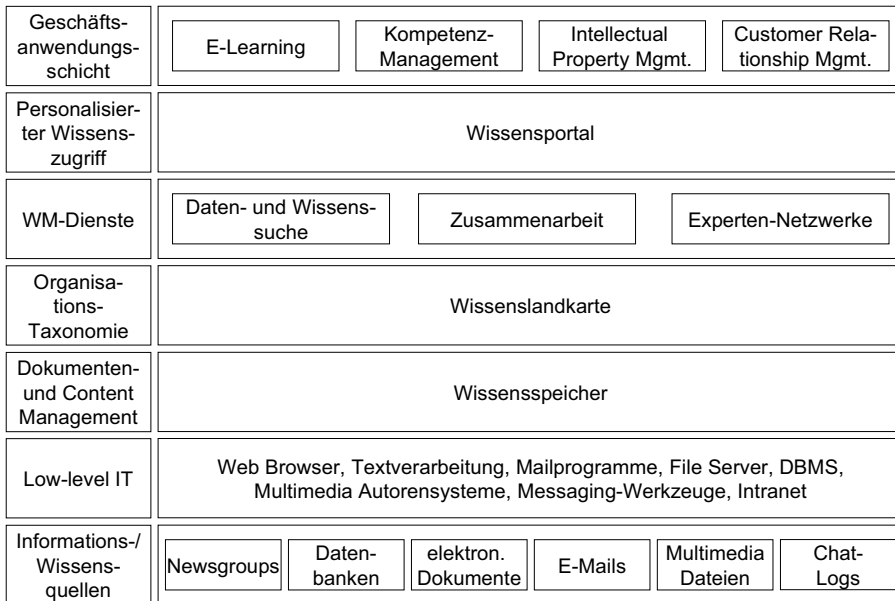 Geschäfts-
anwendungs-
schicht
E-Learning
Kompetenz-
Management
Intellectual
Property Mgmt.
Customer Rela-
tionship Mgmt.
Personalisier-
ter Wissens-
zugriff
Wissensportal
WM-Dienste
Daten- und Wissens-
suche
Zusammenarbeit
Experten-Netzwerke
Organisa-
tions-
Taxonomie
Wissenslandkarte
Dokumenten-
und Content
Management
Wissensspeicher
Low-level IT
Web Browser, Textverarbeitung, Mailprogramme, File Server, DBMS,
Multimedia Autorensysteme, Messaging-Werkzeuge, Intranet
Informations-/
Wissens-
quellen
Newsgroups
Daten-
banken
elektron.
Dokumente
E-Mails
Multimedia
Dateien
Chat-
Logs